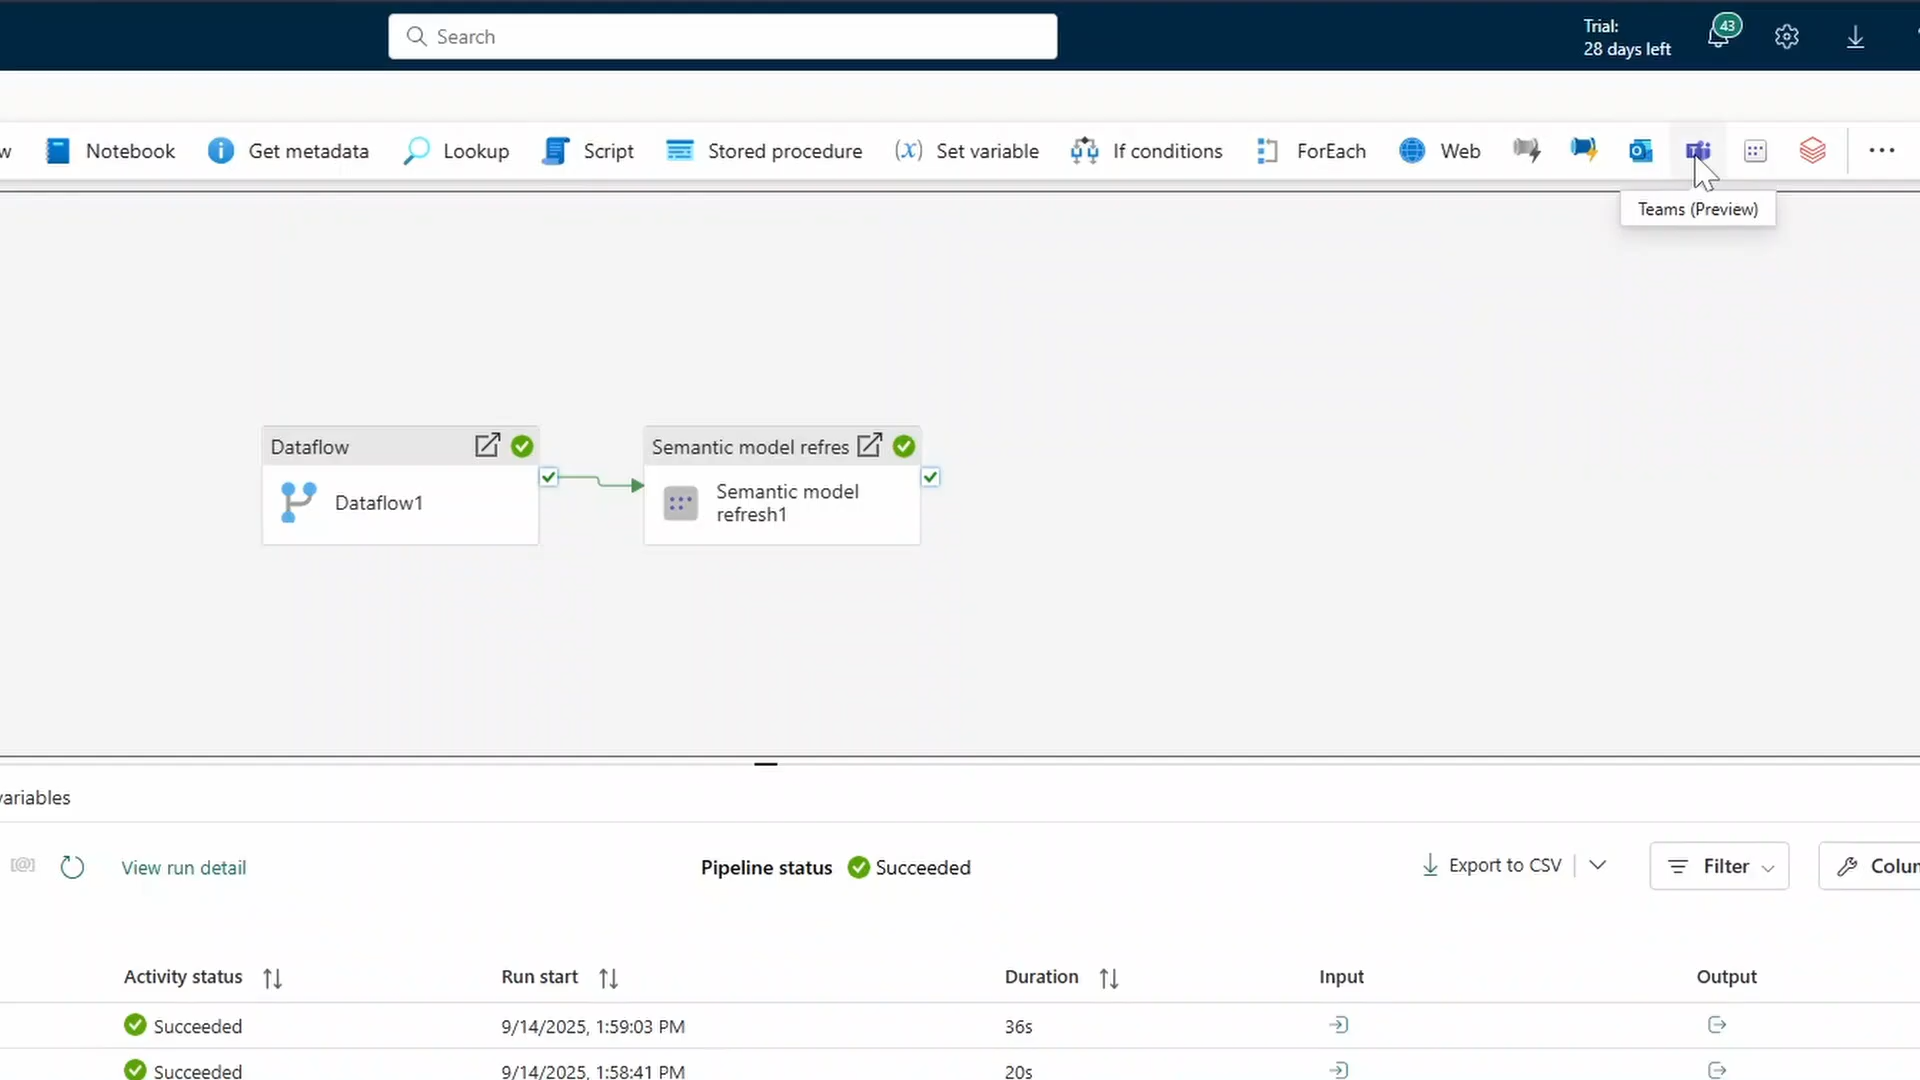 Search
Trial:
28 days left
43
w
Notebook
Get metadata
Lookup
Script
Stored procedure
(x) Set variable
If conditions
ForEach
Web
Teams (Preview)
Dataflow
Dataflow1
Semantic model refres
Semantic model
refresh1
variables
[@]
View run detail
Pipeline status
Succeeded
Export to CSV
Filter
Colum
Activity status
Run start
Duration
Input
Output
Succeeded
9/14/2025, 1:59:03 PM
36s
Succeeded
9/14/2025, 1:58:41 PM
20s